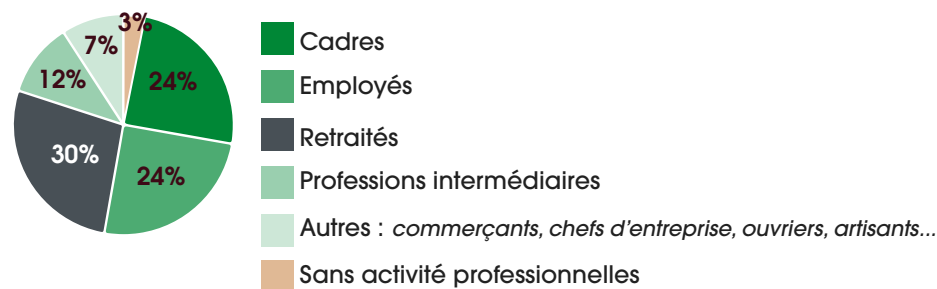 3%
7%
24%
12%
30%
24%
Cadres
Employés
Retraités
Professions intermédiaires
Autres : commerçants, chefs d'entreprise, ouvriers, artisants...
Sans activité professionnelles